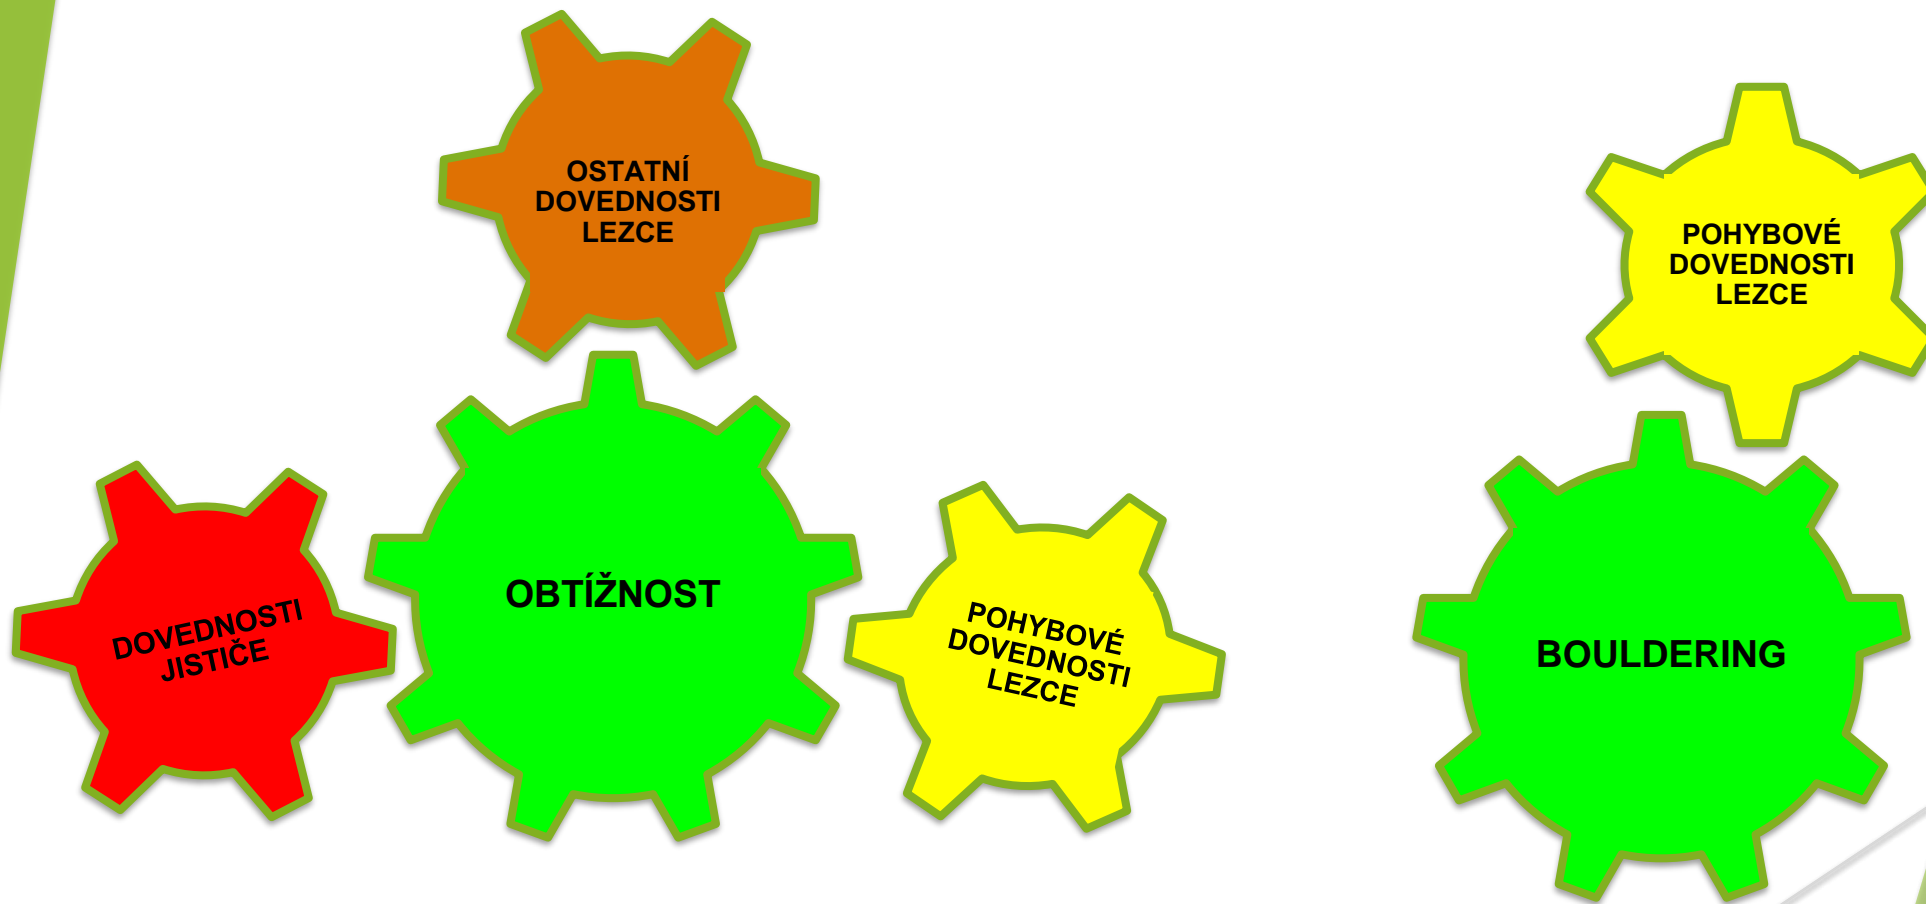 OSTATNÍ
DOVEDNOSTI
LEZCE
POHYBOVÉ
DOVEDNOSTI
LEZCE
OBTÍŽNOST
DOVEDNOSTI
JISTIČE
POHYBOVÉ
DOVEDNOSTI
LEZCE
BOULDERING